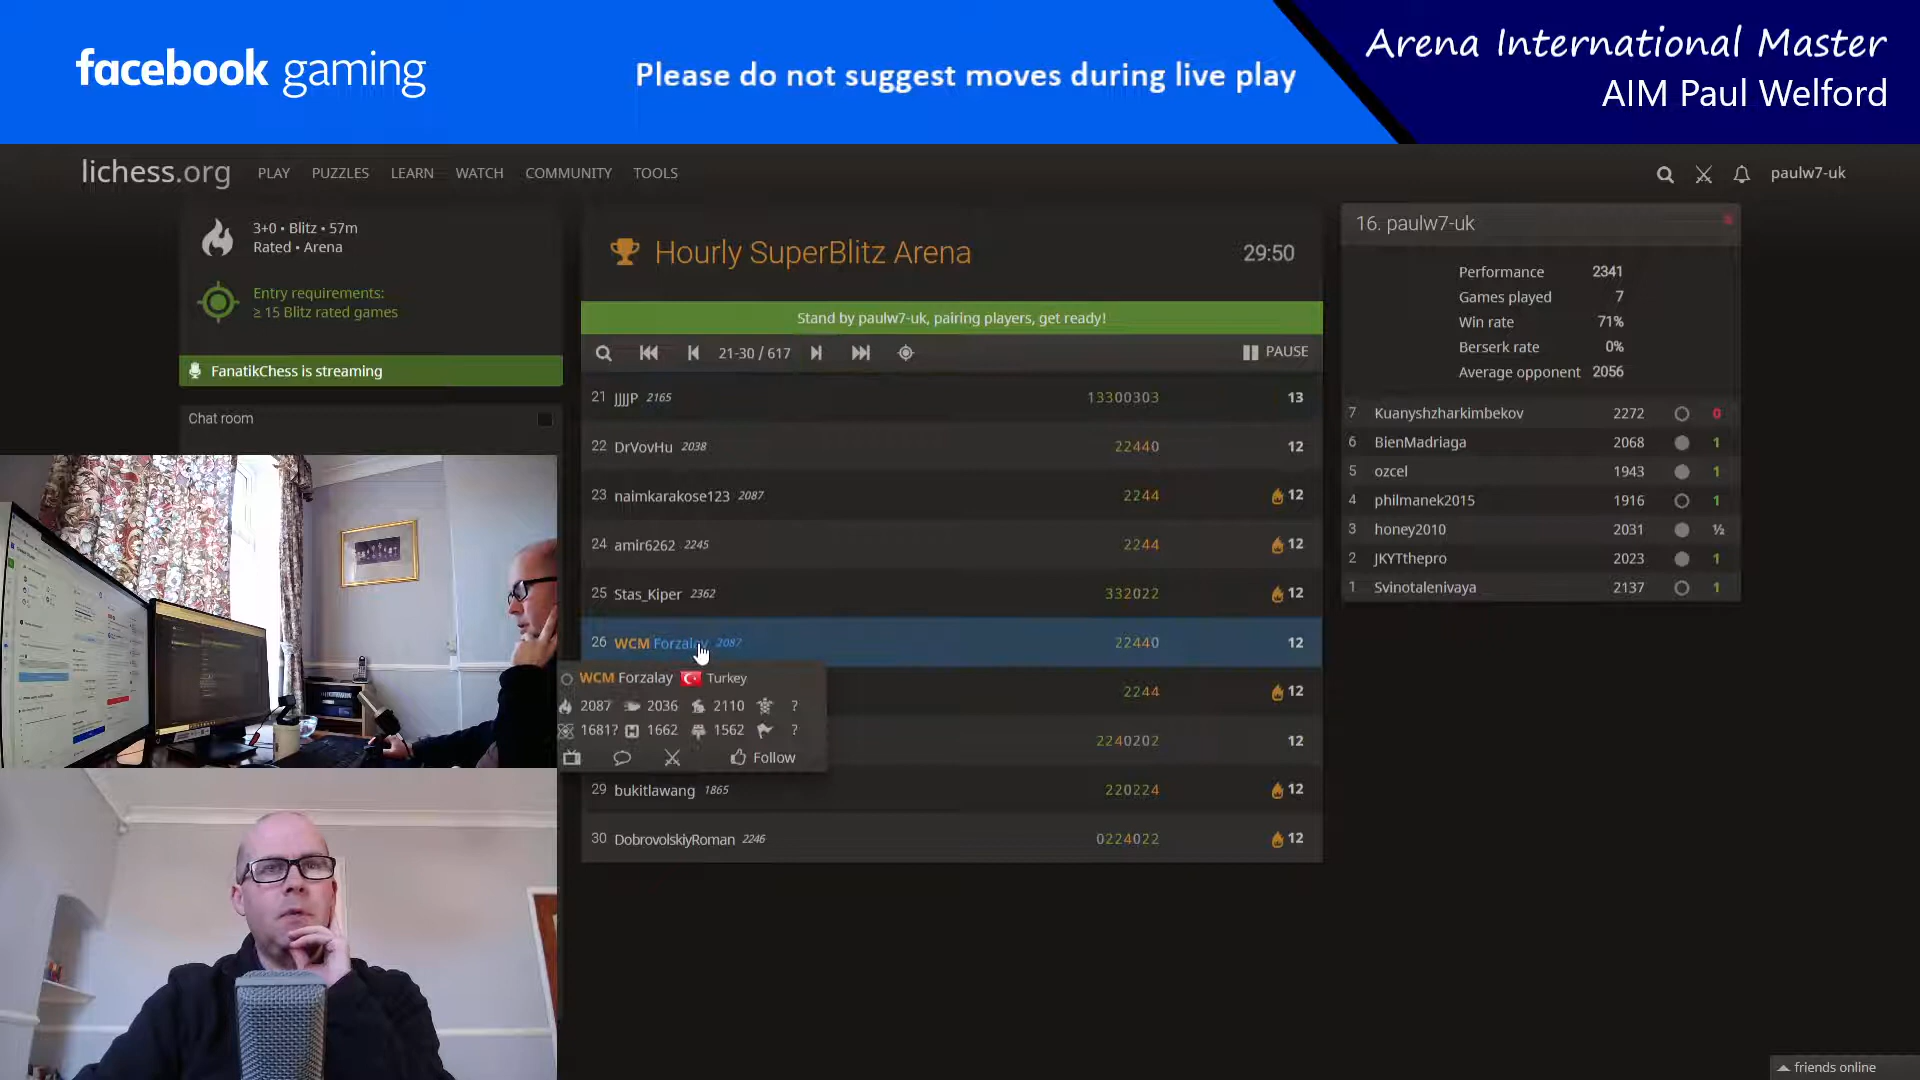 facebook gaming
Please do not suggest moves during live play
Arena International Master
AIM Paul Welford
lichess.org PLAY PUZZLES LEARN WATCH COMMUNITY TOOLS paulw7-uk
3+0 • Blitz • 57m
Rated • Arena
Entry requirements:
≥ 15 Blitz rated games
FanatikChess is streaming
Chat room
Hourly SuperBlitz Arena 29:50
Stand by paulw7-uk, pairing players, get ready!
21-30 / 617 PAUSE
21 JJJJP 2165 13300303 13
22 DrVovHu 2038 22440 12
23 naimkarakose123 2087 2244 12
24 amir6262 2245 2244 12
25 Stas_Kiper 2362 332022 12
26 WCM Forzalay 2087 22440 12
WCM Forzalay Turkey
2087 2036 2110 ?
1681? 1662 1562 ?
Follow
2244 12
2240202 12
29 bukitlawang 1865 220224 12
30 DobrovolskiyRoman 2246 0224022 12
16. paulw7-uk
Performance 2341
Games played 7
Win rate 71%
Berserk rate 0%
Average opponent 2056
7 Kuanyshzharkimbekov 2272 0
6 BienMadriaga 2068 1
5 ozcel 1943 1
4 philmanek2015 1916 1
3 honey2010 2031 ½
2 JKYTthepro 2023 1
1 Svinotalenivaya 2137 1
friends online